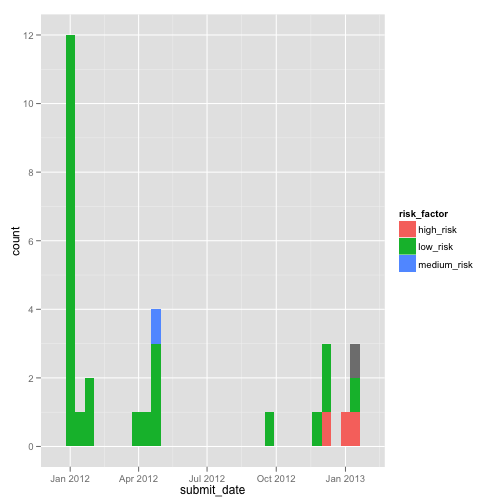 12
10
8
6
4
2
0
count
Jan 2012 Apr 2012 Jul 2012 Oct 2012 Jan 2013
submit_date
risk_factor
high_risk
low_risk
medium_risk